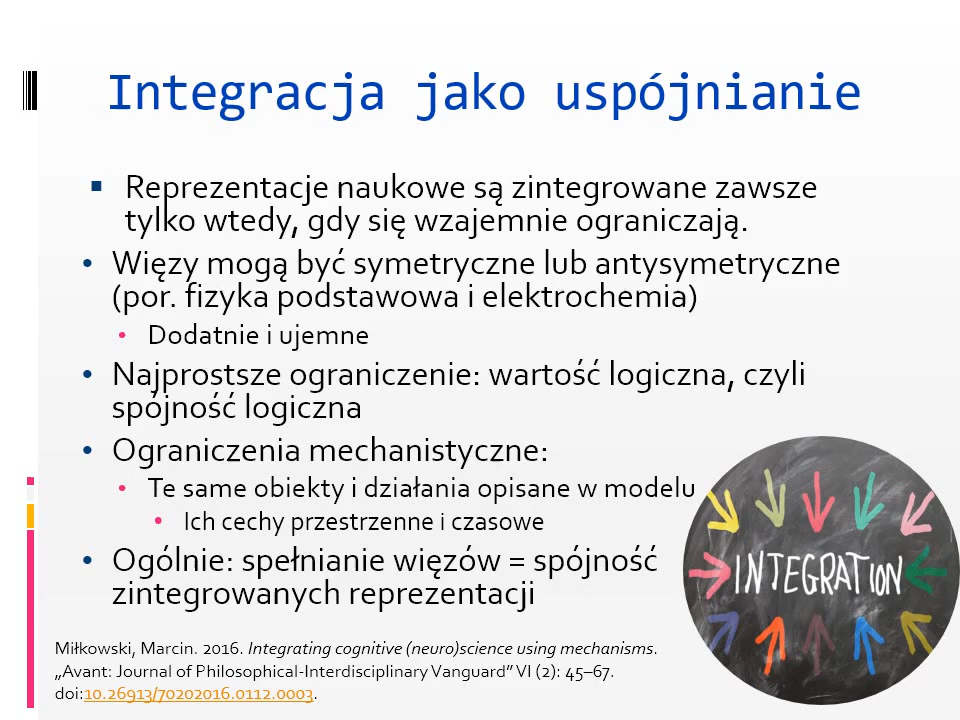 Integracja jako uspójnianie
Reprezentacje naukowe są zintegrowane zawsze
tylko wtedy, gdy się wzajemnie ograniczają.
Więzy mogą być symetryczne lub antysymetryczne
(por. fizyka podstawowa i elektrochemia)
Dodatnie i ujemne
Najprostsze ograniczenie: wartość logiczna, czyli
spójność logiczna
Ograniczenia mechanistyczne:
Te same obiekty i działania opisane w modelu
Ich cechy przestrzenne i czasowe
Ogólnie: spełnianie więzów = spójność
zintegrowanych reprezentacji
INTEGRATION
Miłkowski, Marcin. 2016. Integrating cognitive (neuro)science using mechanisms.
„Avant: Journal of Philosophical-Interdisciplinary Vanguard” VI (2): 45–67.
doi:10.26913/70202016.0112.0003.